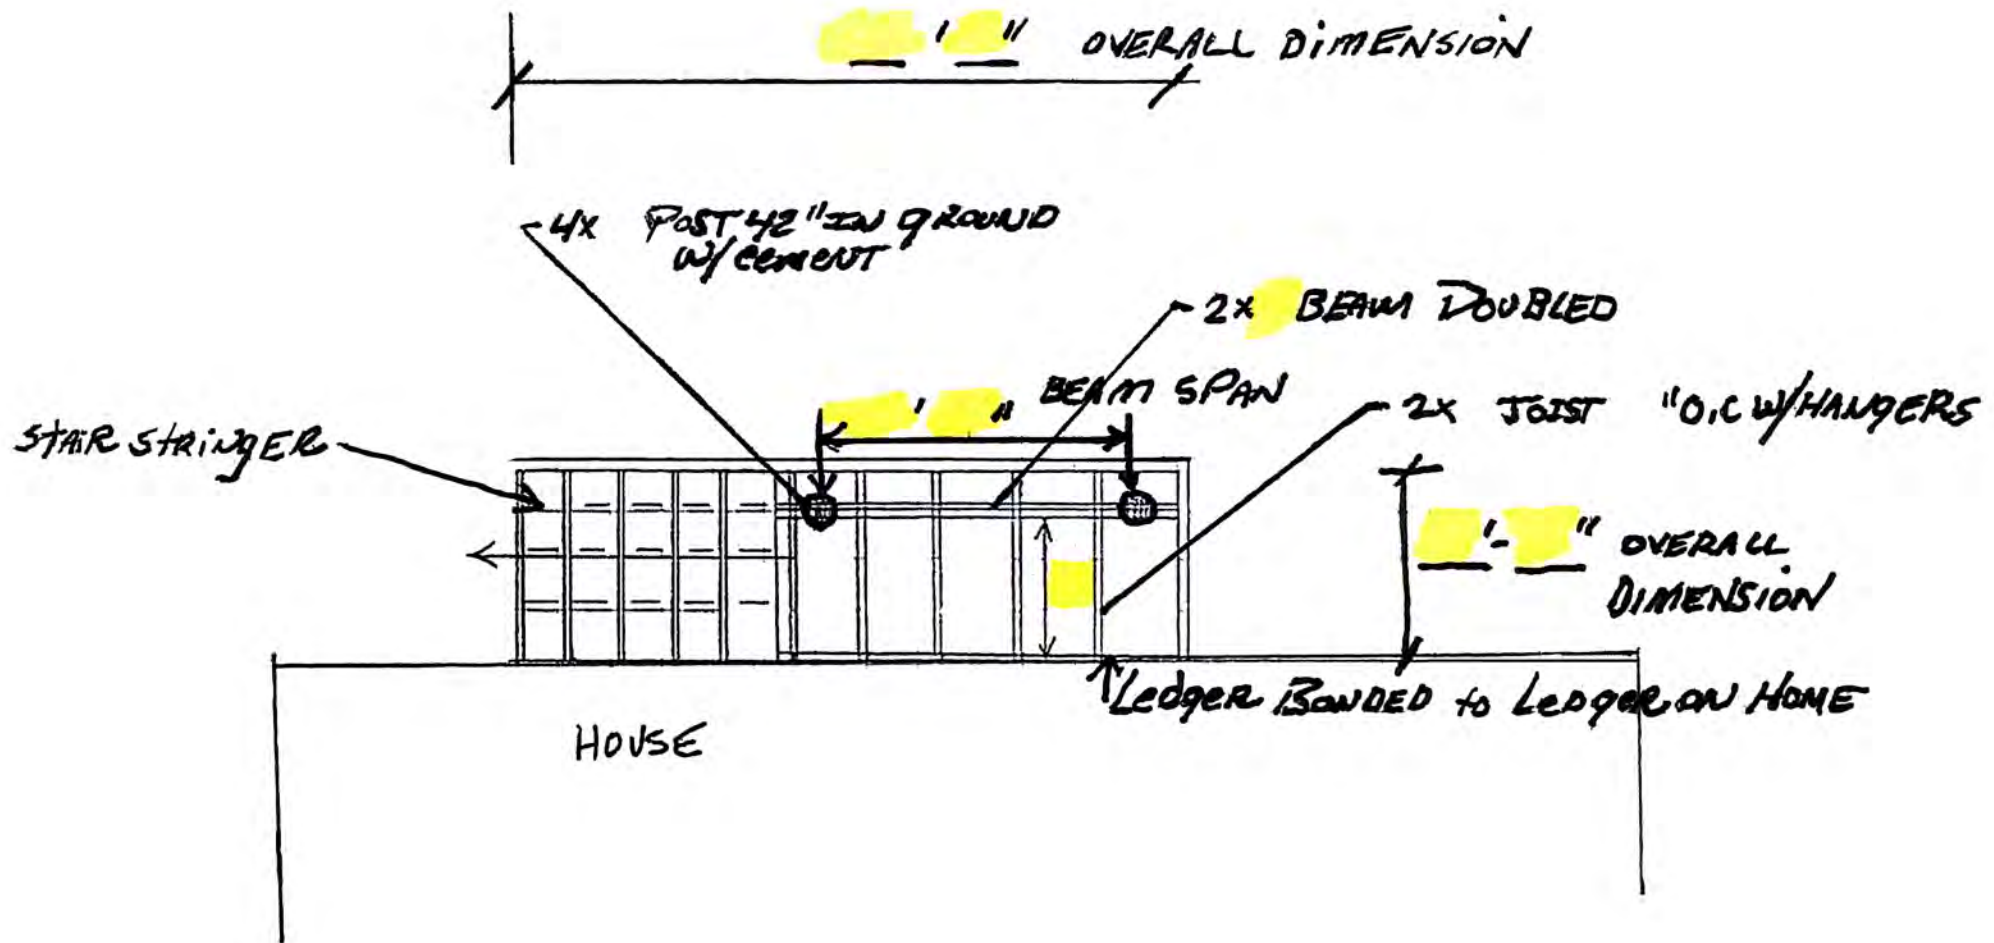 ' " OVERALL DIMENSION
4x POST 42" IN GROUND
W/ CEMENT
2x BEAM DOUBLED
' " BEAM SPAN
2x JOIST "O.C W/HANGERS
STAIR STRINGER
'- " OVERALL
DIMENSION
LEDGER BONDED to LEDGER ON HOME
HOUSE